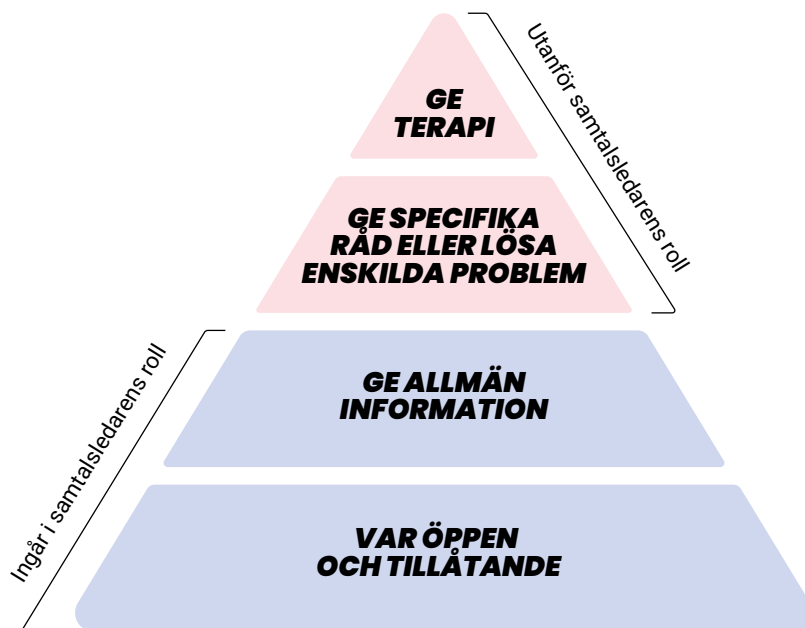 GE
TERAPI
Utanför samtalsledarens roll
GE SPECIFIKA
RÅD ELLER LÖSA
ENSKILDA PROBLEM
GE ALLMÄN
INFORMATION
Ingår i samtalsledarens roll
VAR ÖPPEN
OCH TILLÅTANDE